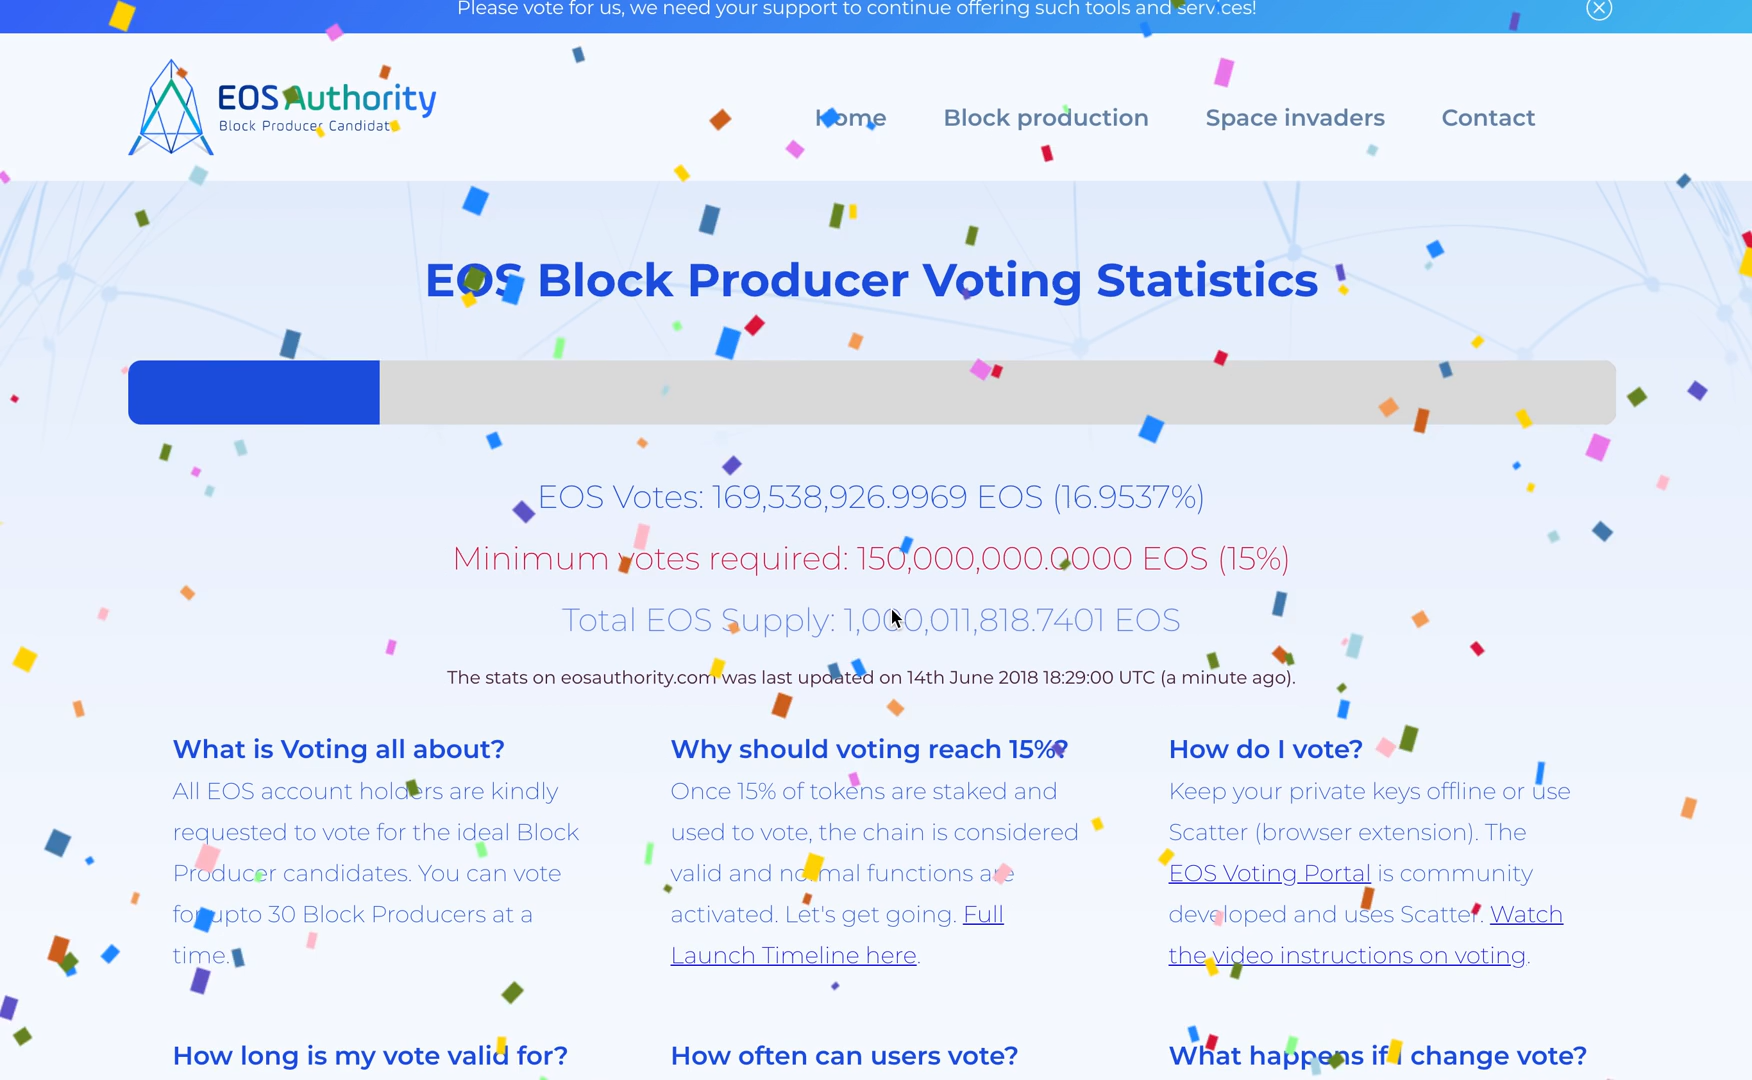 Please vote for us, we need your support to continue offering such tools and services!
EOS Authority
Block Producer Candidate
Home Block production Space invaders Contact
EOS Block Producer Voting Statistics
EOS Votes: 169,538,926.9969 EOS (16.9537%)
Minimum votes required: 150,000,000.0000 EOS (15%)
Total EOS Supply: 1,000,011,818.7401 EOS
The stats on eosauthority.com was last updated on 14th June 2018 18:29:00 UTC (a minute ago).
What is Voting all about?
All EOS account holders are kindly
requested to vote for the ideal Block
Producer candidates. You can vote
for upto 30 Block Producers at a
time.
Why should voting reach 15%?
Once 15% of tokens are staked and
used to vote, the chain is considered
valid and normal functions are
activated. Let's get going. Full
Launch Timeline here.
How do I vote?
Keep your private keys offline or use
Scatter (browser extension). The
EOS Voting Portal is community
developed and uses Scatter. Watch
the video instructions on voting.
How long is my vote valid for?
How often can users vote?
What happens if I change vote?